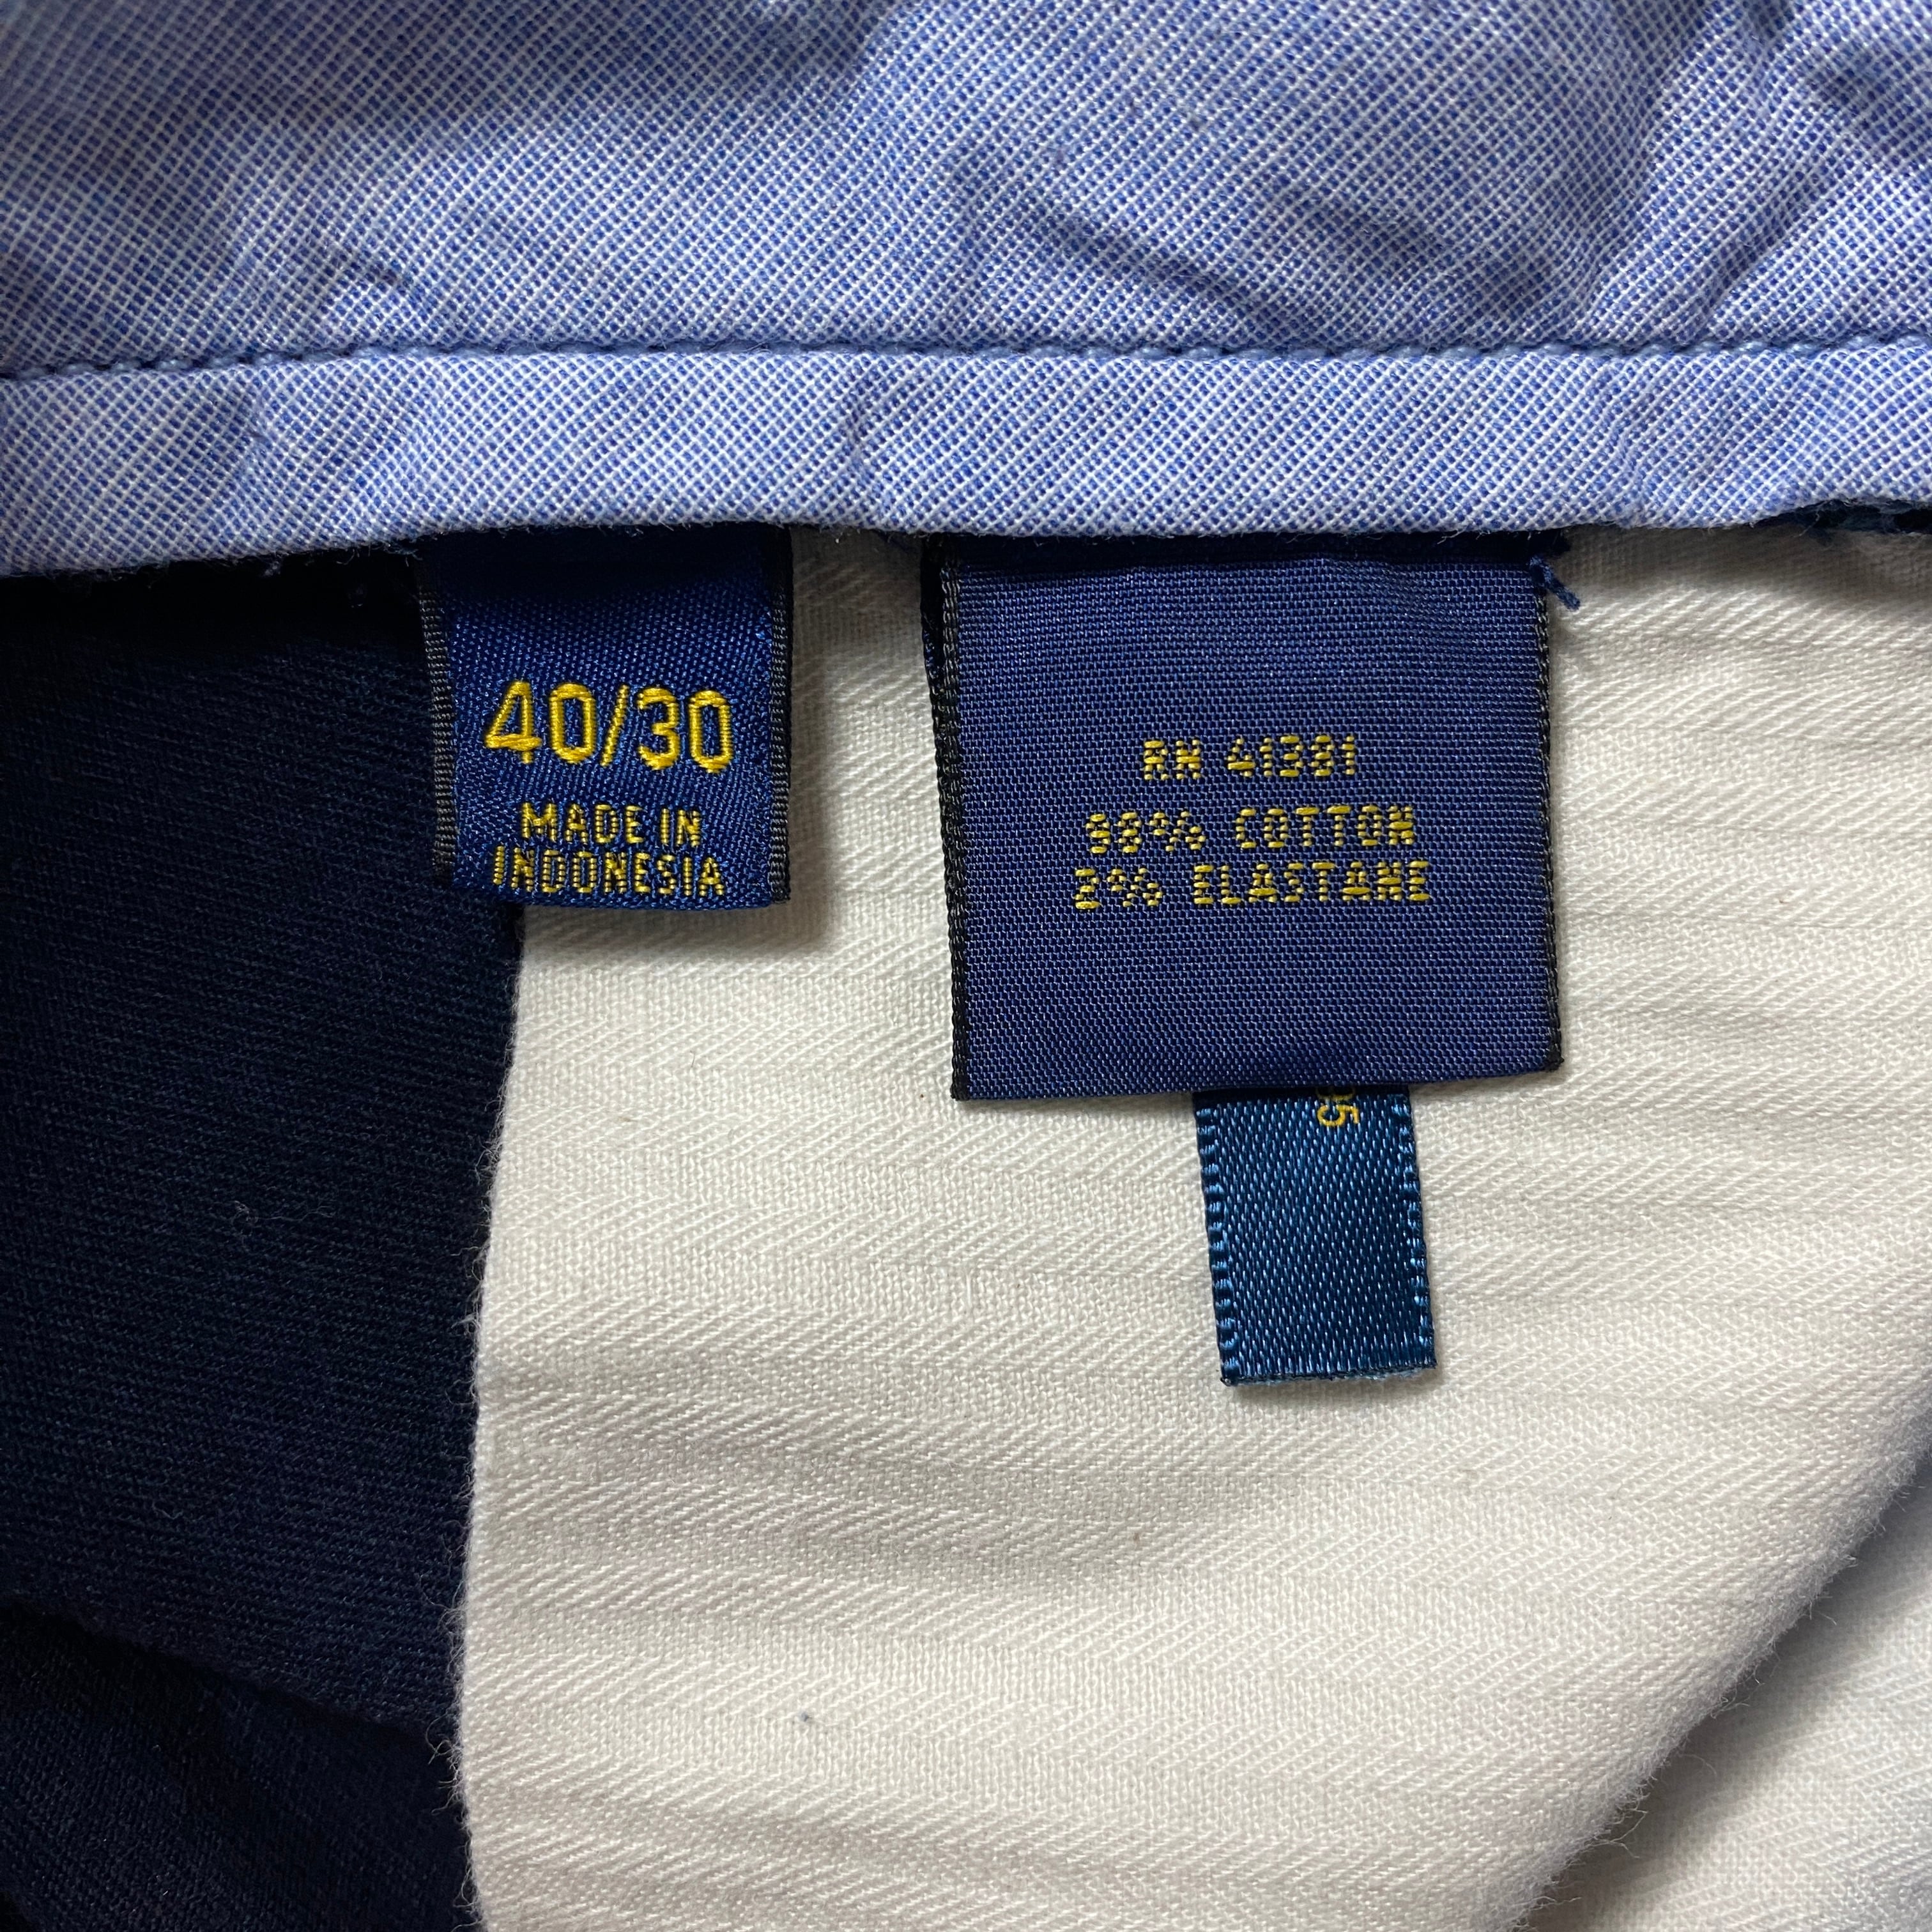 40/30
MADE IN
INDONESIA
RN 41381
98% COTTON
2% ELASTANE